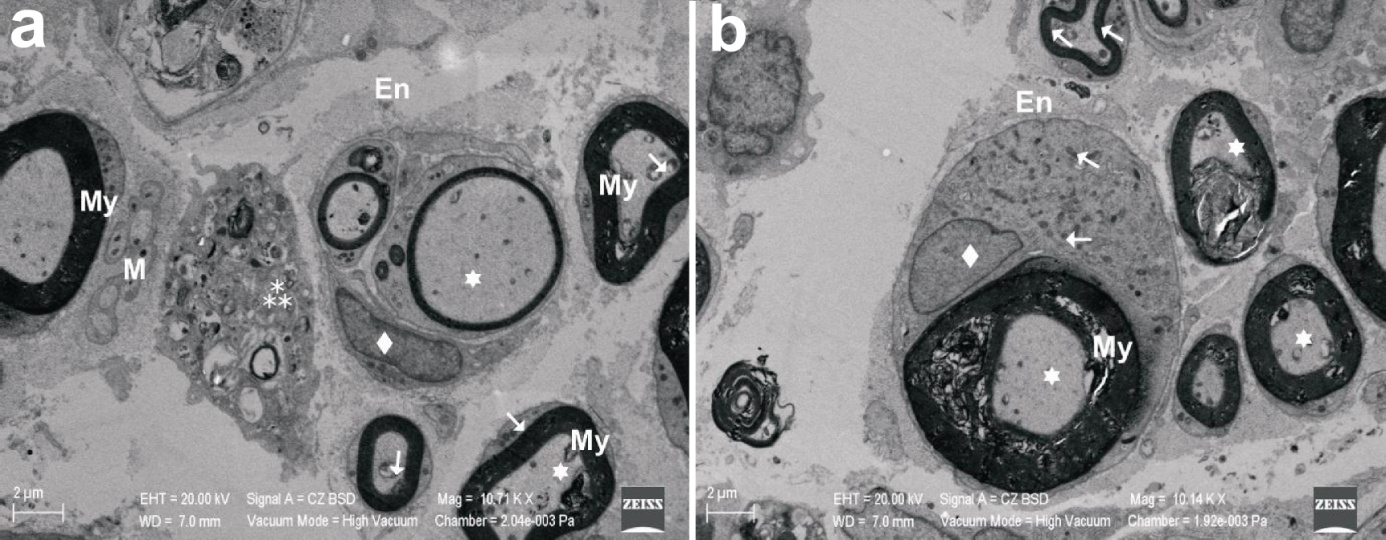 a
En
My
My
M
***
My
2 µm
EHT = 20.00 kV Signal A = CZ BSD Mag = 10.71 K X
WD = 7.0 mm Vacuum Mode = High Vacuum Chamber = 2.04e-003 Pa
ZEISS
b
En
My
2 µm
EHT = 20.00 kV Signal A = CZ BSD Mag = 10.14 K X
WD = 7.0 mm Vacuum Mode = High Vacuum Chamber = 1.92e-003 Pa
ZEISS